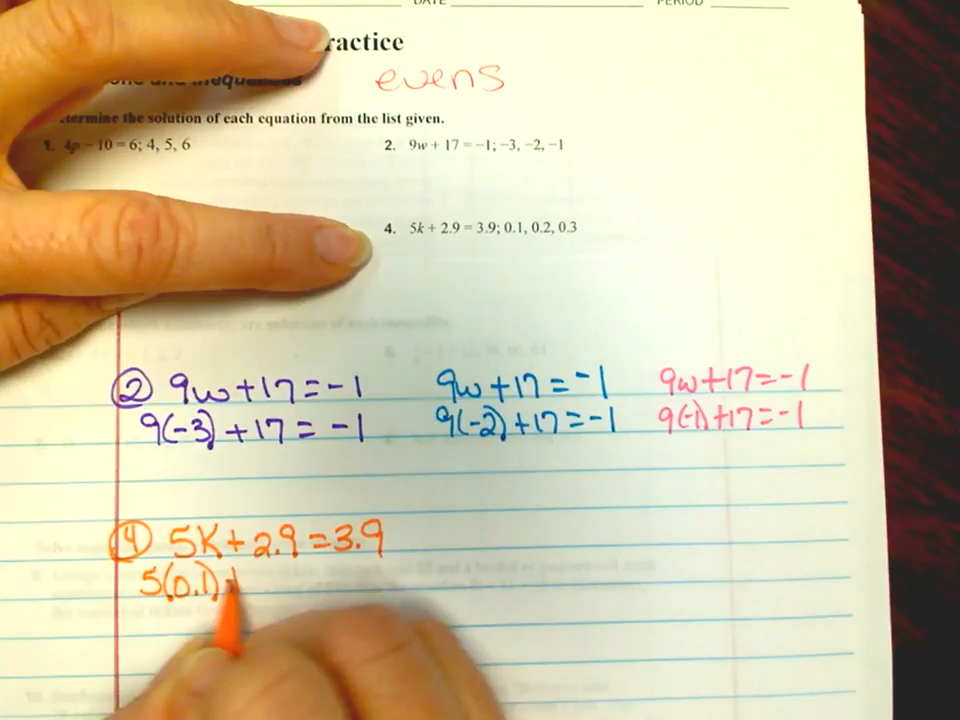 DATE PERIOD
ractice
evens
and Inequalities
termine the solution of each equation from the list given.
1. 4p − 10 = 6; 4, 5, 6
2. 9w + 17 = −1; −3, −2, −1
4. 5k + 2.9 = 3.9; 0.1, 0.2, 0.3
② 9w+17=-1 9w+17=-1 9w+17=-1
9(-3)+17=-1 9(-2)+17=-1 9(-1)+17=-1
④ 5K+2.9=3.9
5(0.1)+